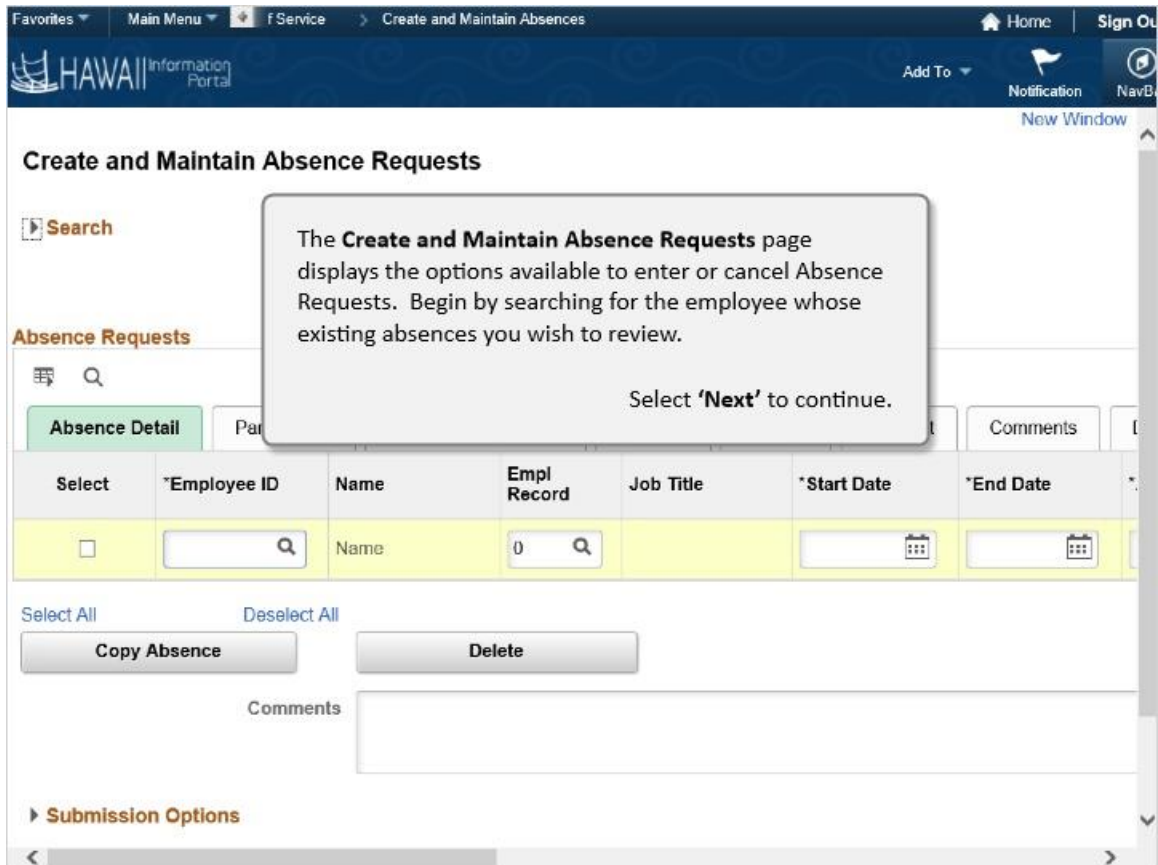 Favorites Main Menu f Service > Create and Maintain Absences Home Sign Ou
HAWAII Information Portal
Add To
Notification
NavBa
New Window
Create and Maintain Absence Requests
Search
The Create and Maintain Absence Requests page
displays the options available to enter or cancel Absence
Requests. Begin by searching for the employee whose
existing absences you wish to review.
Select ‘Next’ to continue.
Absence Requests
Absence Detail Par t Comments
Select *Employee ID Name Empl Record Job Title *Start Date *End Date
Name 0
Select All Deselect All
Copy Absence Delete
Comments
Submission Options